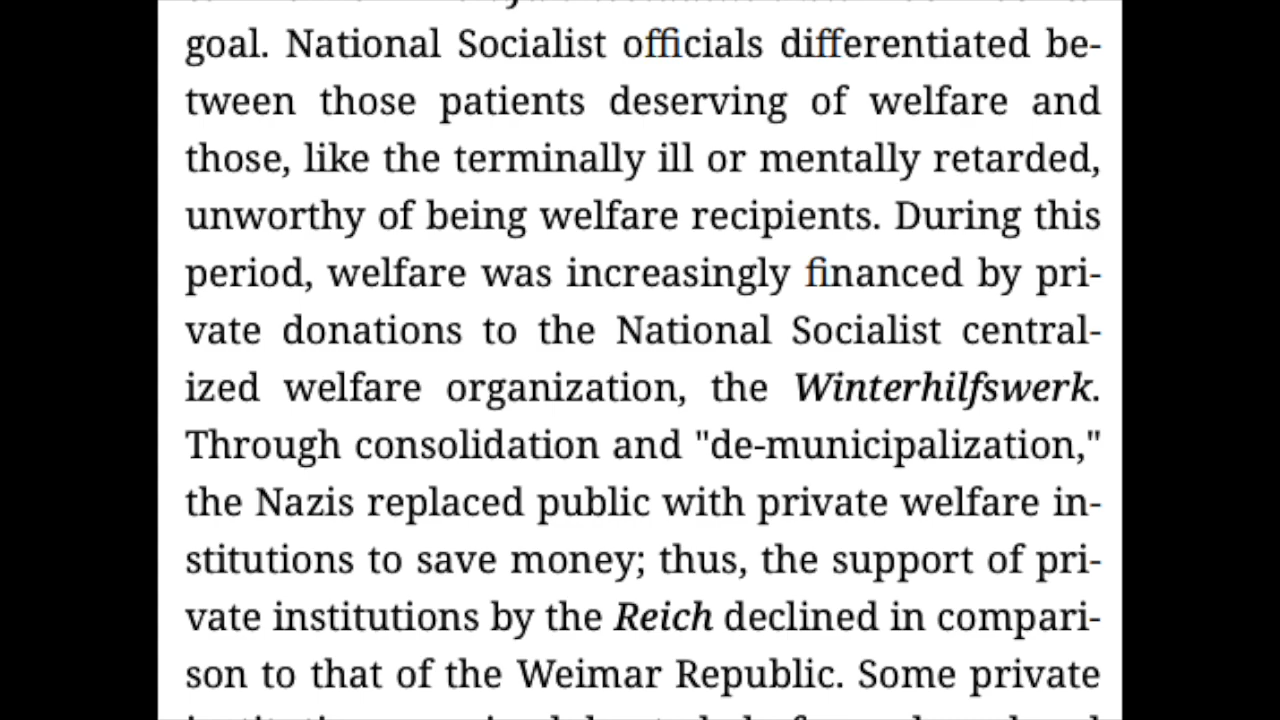 goal. National Socialist officials differentiated be-
tween those patients deserving of welfare and
those, like the terminally ill or mentally retarded,
unworthy of being welfare recipients. During this
period, welfare was increasingly financed by pri-
vate donations to the National Socialist central-
ized welfare organization, the Winterhilfswerk.
Through consolidation and "de-municipalization,"
the Nazis replaced public with private welfare in-
stitutions to save money; thus, the support of pri-
vate institutions by the Reich declined in compari-
son to that of the Weimar Republic. Some private